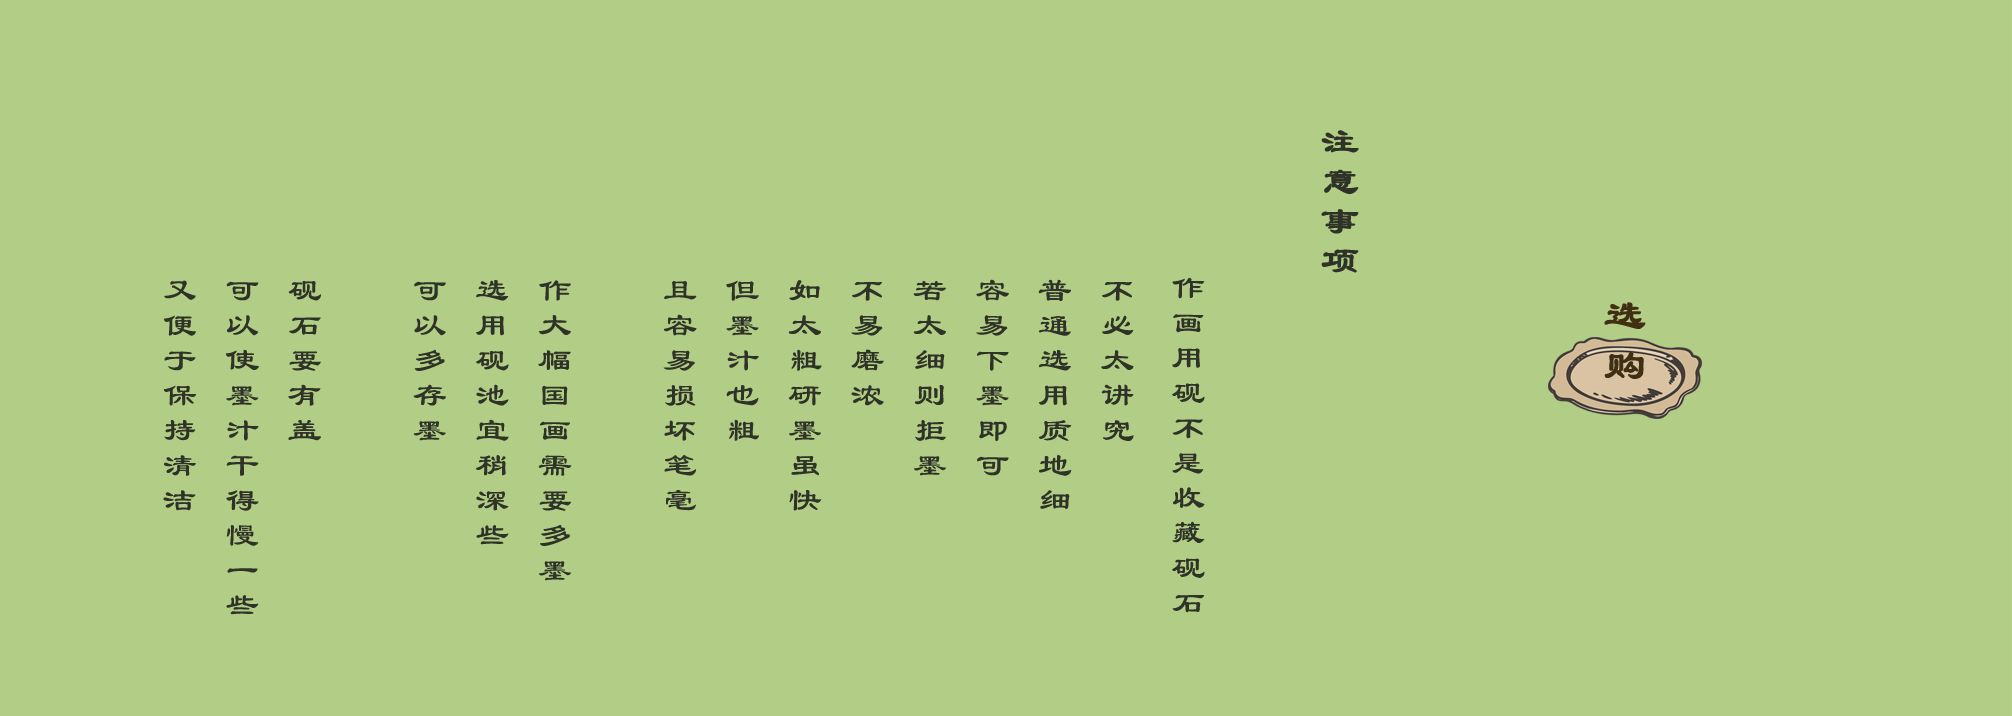 选购
注意事项
作画用砚不是收藏砚石
不必太讲究
普通选用质地细
容易下墨即可
若太细则拒墨
不易磨浓
如太粗研墨虽快
但墨汁也粗
且容易损坏笔毫
作大幅国画需要多墨
选用砚池宜稍深些
可以多存墨
砚石要有盖
可以使墨汁干得慢一些
又便于保持清洁